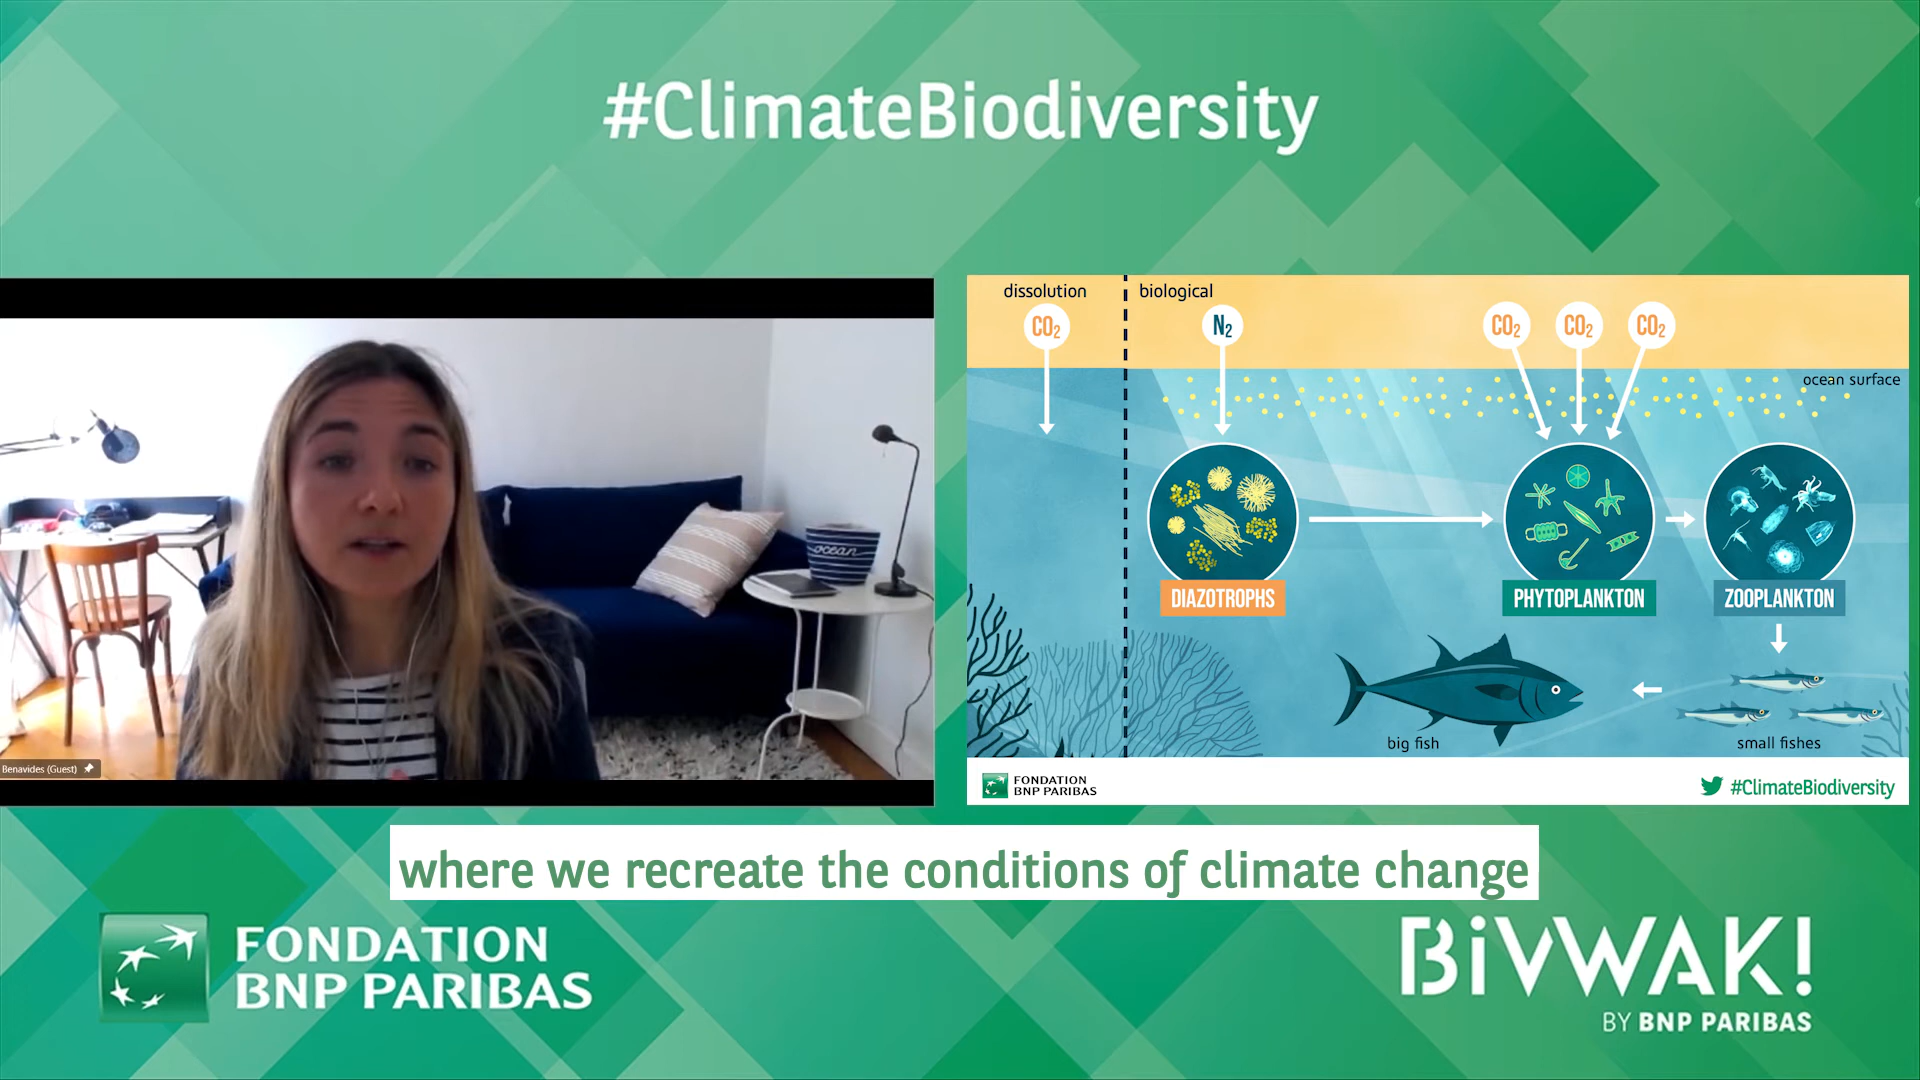 #ClimateBiodiversity
dissolution
biological
CO2
N2
CO2
CO2
CO2
ocean surface
ocean
DIAZOTROPHS
PHYTOPLANKTON
ZOOPLANKTON
big fish
small fishes
Benavides (Guest)
FONDATION
BNP PARIBAS
#ClimateBiodiversity
where we recreate the conditions of climate change
FONDATION
BNP PARIBAS
BiVWAK!
BY BNP PARIBAS